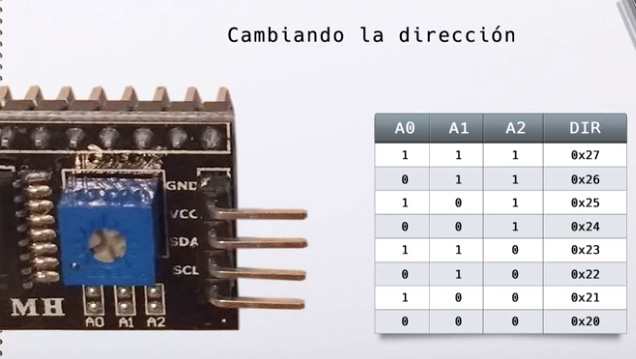 Cambiando la dirección
A0 A1 A2 DIR
1 1 1 0x27
0 1 1 0x26
1 0 1 0x25
0 0 1 0x24
1 1 0 0x23
0 1 0 0x22
1 0 0 0x21
0 0 0 0x20
GND
VCC
SDA
SCL
MH
A0 A1 A2